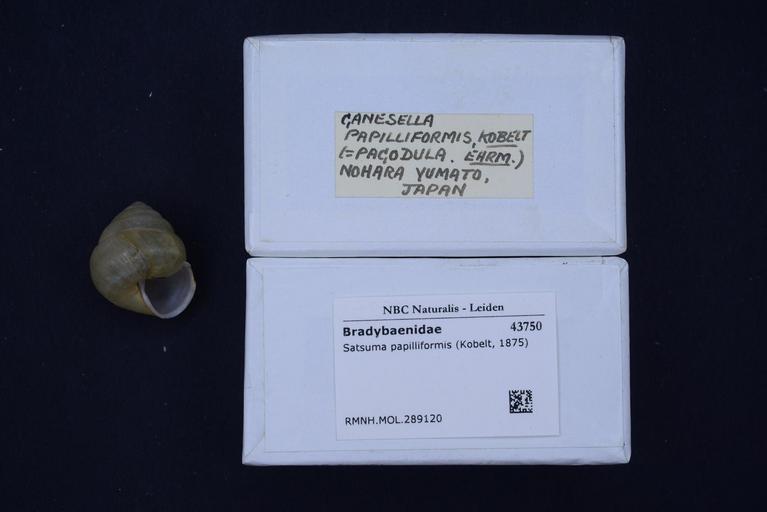 GANESELLA
PAPILLIFORMIS, KOBELT
(=PAGODULA. EHRM.)
NOHARA YUMATO,
JAPAN
NBC Naturalis - Leiden
Bradybaenidae 43750
Satsuma papilliformis (Kobelt, 1875)
RMNH.MOL.289120